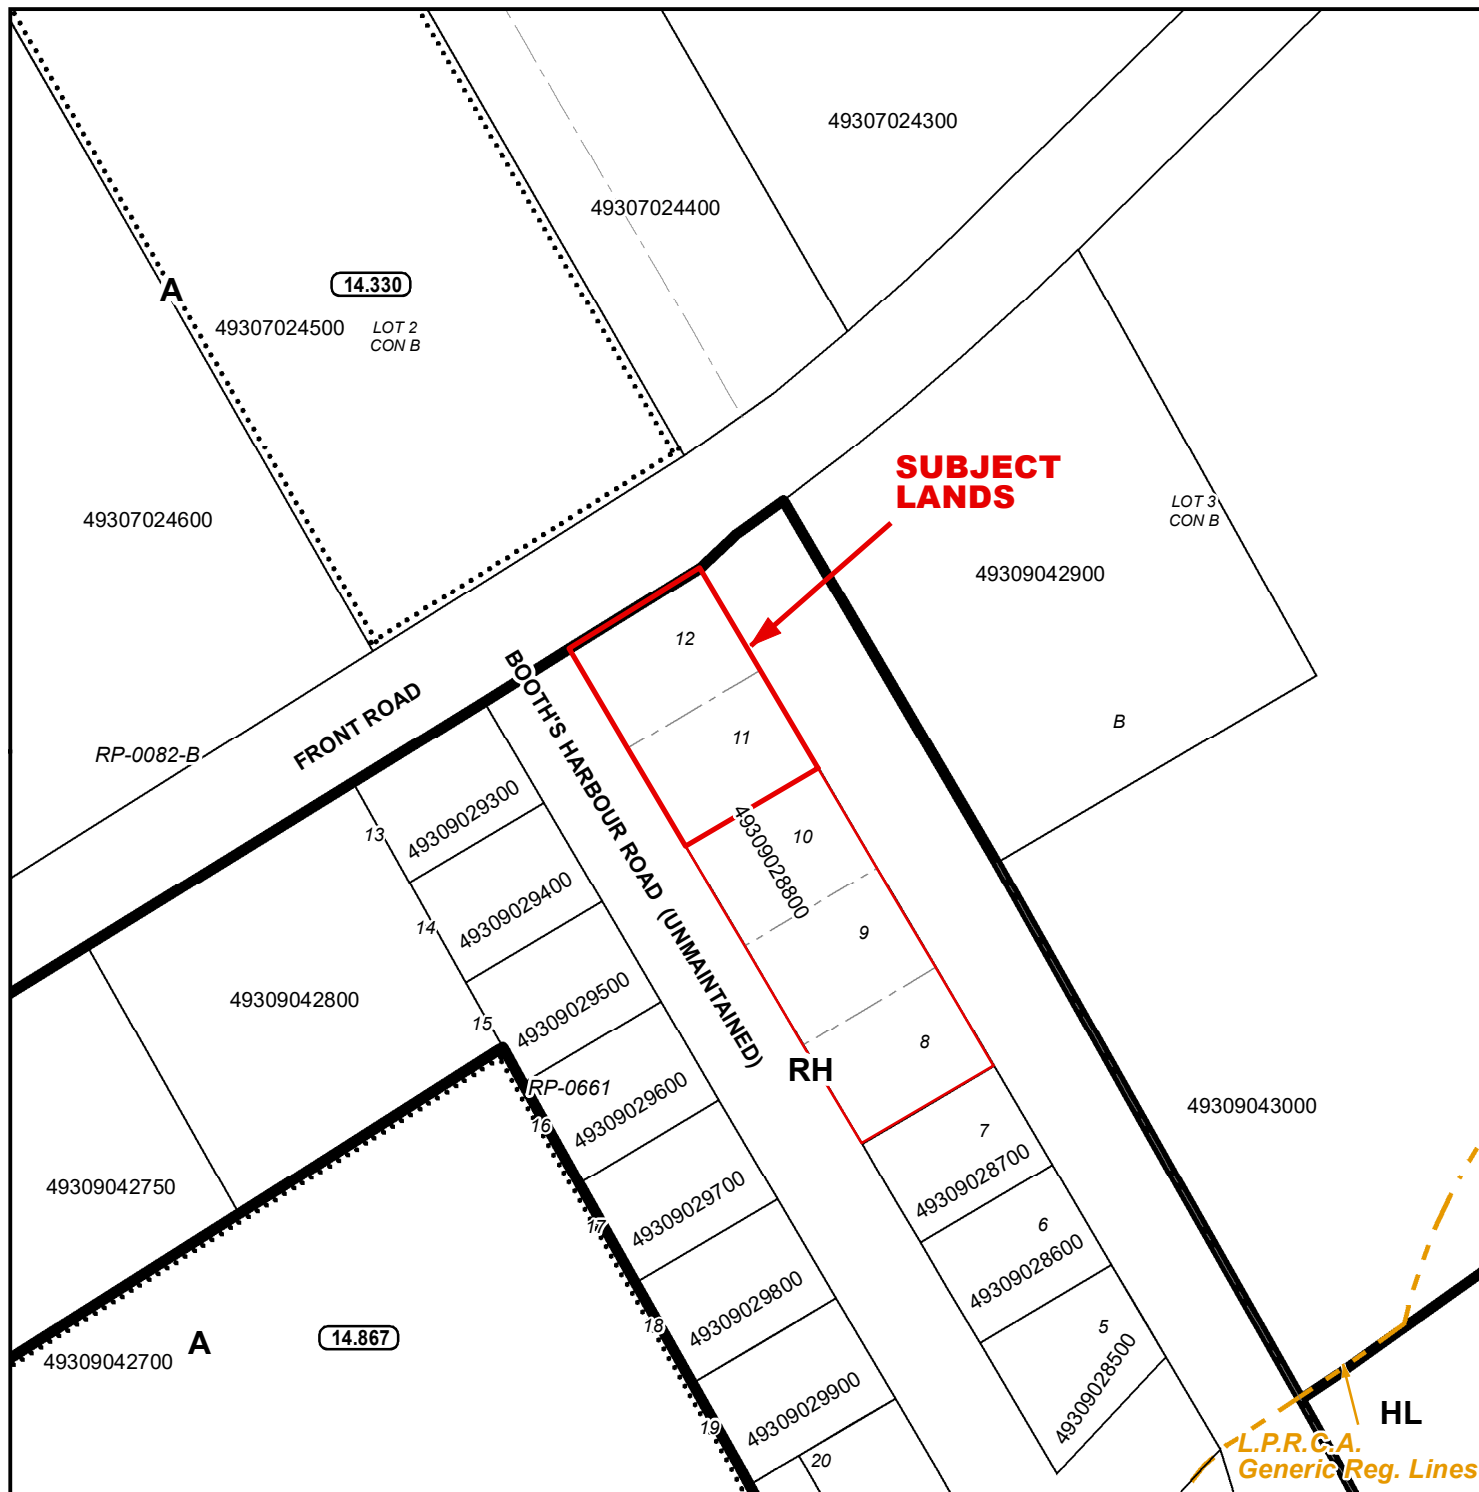 49307024300
49307024400
A
14.330
49307024500
LOT 2
CON B
SUBJECT
LANDS
49307024600
LOT 3
CON B
49309042900
12
BOOTH'S HARBOUR ROAD (UNMAINTAINED)
FRONT ROAD
RP-0082-B
11
B
13
49309029300
10
49309028800
14
49309029400
9
49309042800
15
49309029500
8
RH
RP-0661
16
49309029600
49309043000
7
49309028700
49309042750
17
49309029700
6
49309028600
18
49309029800
5
49309028500
A
14.867
49309042700
19
49309029900
20
HL
L.P.R.C.A.
Generic Reg. Lines